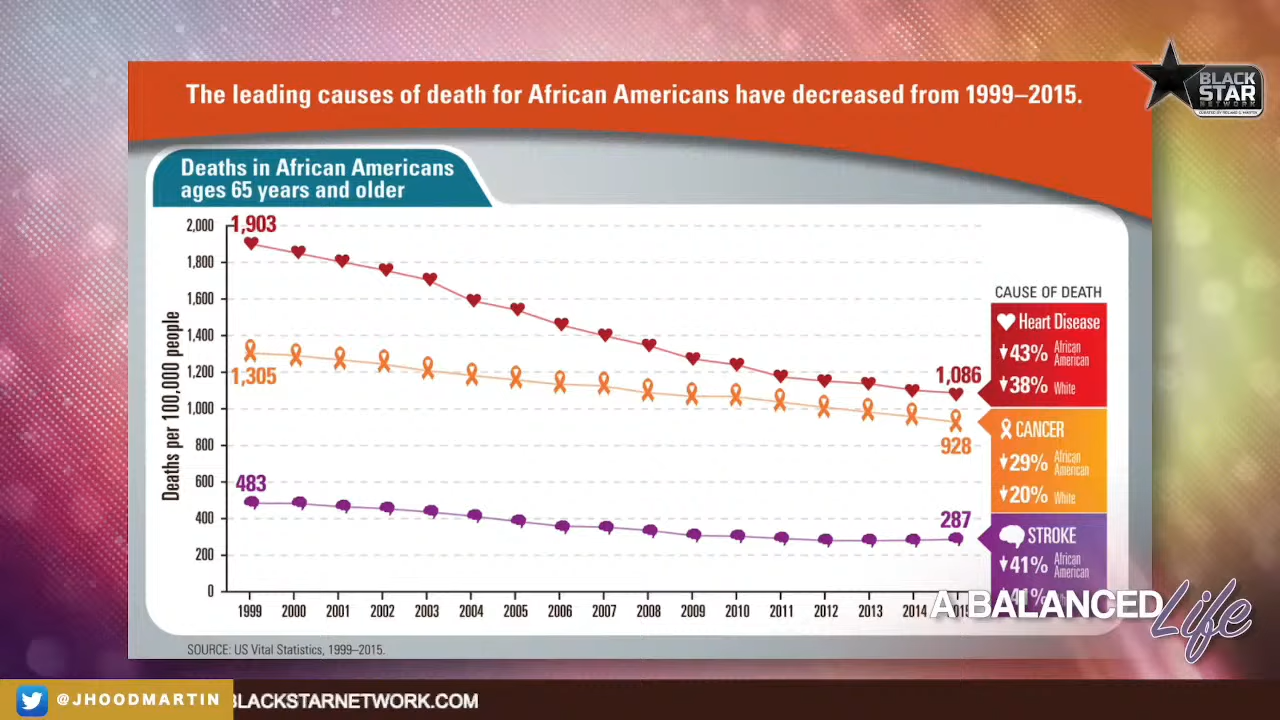 The leading causes of death for African Americans have decreased from 1999–2015.
BLACK
STAR
NETWORK
Deaths in African Americans
ages 65 years and older
Deaths per 100,000 people
2,000
1,800
1,600
1,400
1,200
1,000
800
600
400
200
0
1,903
1,305
483
1,086
928
287
1999 2000 2001 2002 2003 2004 2005 2006 2007 2008 2009 2010 2011 2012 2013 2014 2015
CAUSE OF DEATH
Heart Disease
43% African American
38% White
CANCER
29% African American
20% White
STROKE
41% African American
41%
A BALANCED Life
SOURCE: US Vital Statistics, 1999–2015.
@JHOODMARTIN
BLACKSTARNETWORK.COM